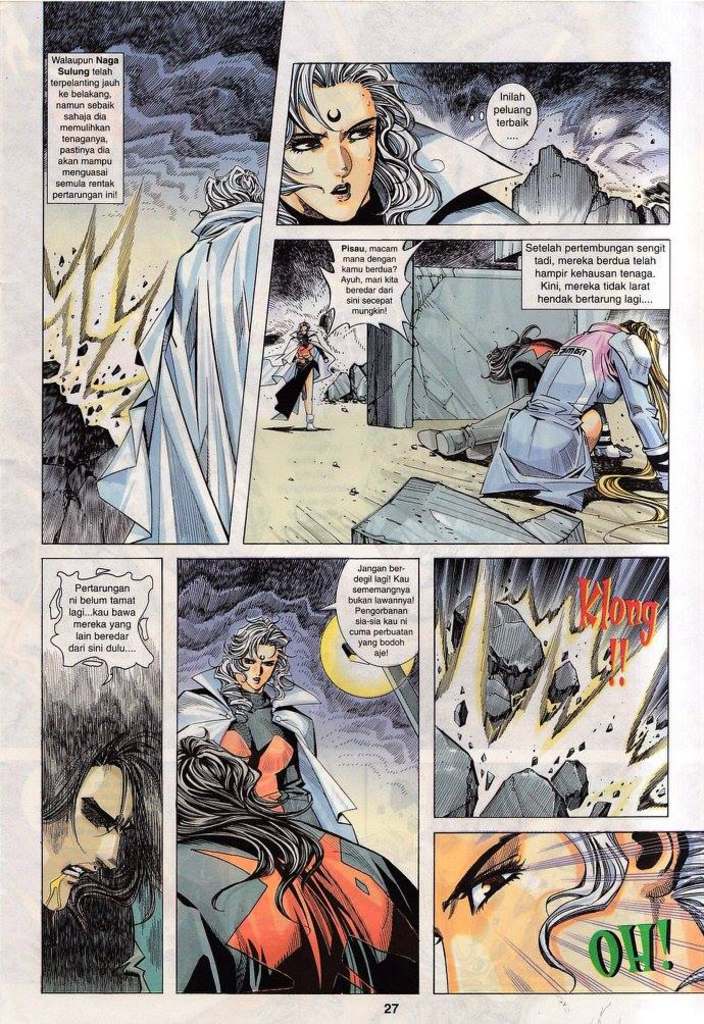 Walaupun Naga
Sulung telah
terpelanting jauh
ke belakang,
namun sebaik
sahaja dia
memulihkan
tenaganya,
pastinya dia
akan mampu
menguasai
semula rentak
pertarungan ini!
Inilah
peluang
terbaik
....
Pisau, macam
mana dengan
kamu berdua?
Ayuh, mari kita
beredar dari
sini secepat
mungkin!
Setelah pertembungan sengit
tadi, mereka berdua telah
hampir kehausan tenaga.
Kini, mereka tidak larat
hendak bertarung lagi....
Pertarungan
ni belum tamat
lagi...kau bawa
mereka yang
lain beredar
dari sini dulu....
Jangan ber-
degil lagi! Kau
sememangnya
bukan lawannya!
Pengorbanan
sia-sia kau ni
cuma perbuatan
yang bodoh
aje!
Klong
!!
OH!
27